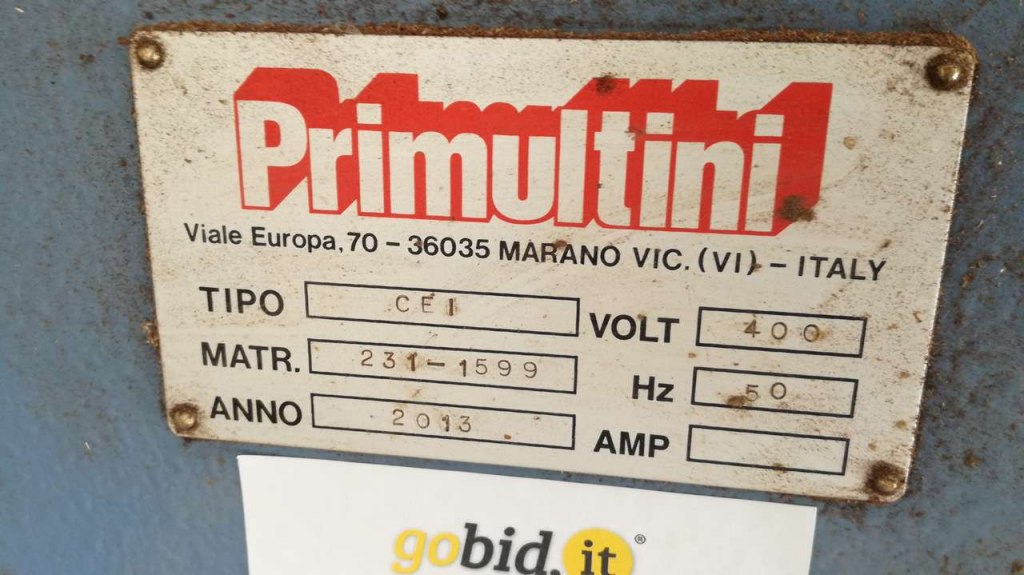 Primultini
Viale Europa, 70 - 36035 MARANO VIC. (VI) - ITALY
TIPO CEI
VOLT 400
MATR. 231-1599
Hz 50
ANNO 2013
AMP
gobid.it®